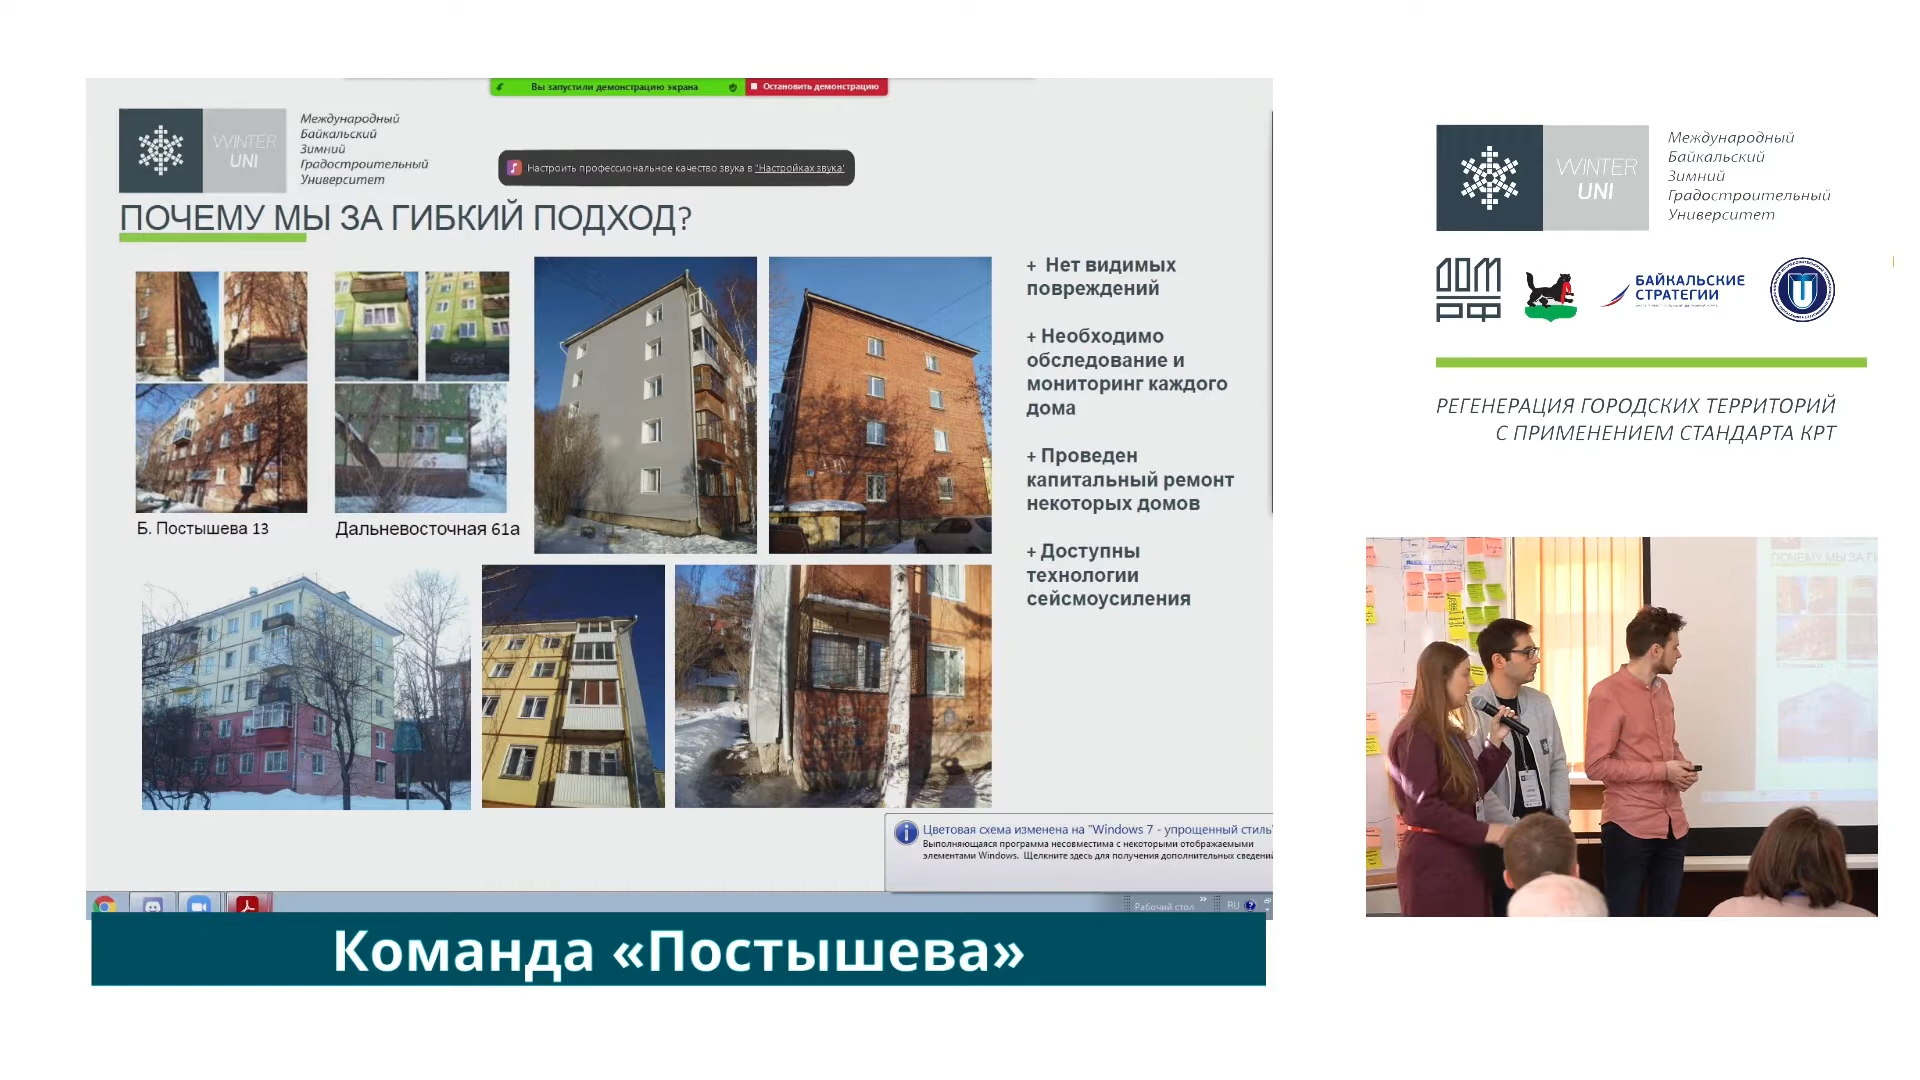 Вы запустили демонстрацию экрана
Остановить демонстрацию
WINTER
UNI
Международный
Байкальский
Зимний
Градостроительный
Университет
Настроить профессиональное качество звука в "Настройках звука"
ПОЧЕМУ МЫ ЗА ГИБКИЙ ПОДХОД?
Б. Постышева 13
Дальневосточная 61а
+ Нет видимых
повреждений
+ Необходимо
обследование и
мониторинг каждого
дома
+ Проведен
капитальный ремонт
некоторых домов
+ Доступны
технологии
сейсмоусиления
Цветовая схема изменена на "Windows 7 - упрощенный стиль"
Выполняющаяся программа несовместима с некоторыми отображаемыми
элементами Windows. Щелкните здесь для получения дополнительных сведений
Рабочий стол
RU
Команда «Постышева»
WINTER
UNI
Международный
Байкальский
Зимний
Градостроительный
Университет
ДОМ
РФ
БАЙКАЛЬСКИЕ
СТРАТЕГИИ
РЕГЕНЕРАЦИЯ ГОРОДСКИХ ТЕРРИТОРИЙ
С ПРИМЕНЕНИЕМ СТАНДАРТА КРТ
ПОЧЕМУ МЫ ЗА ГИ